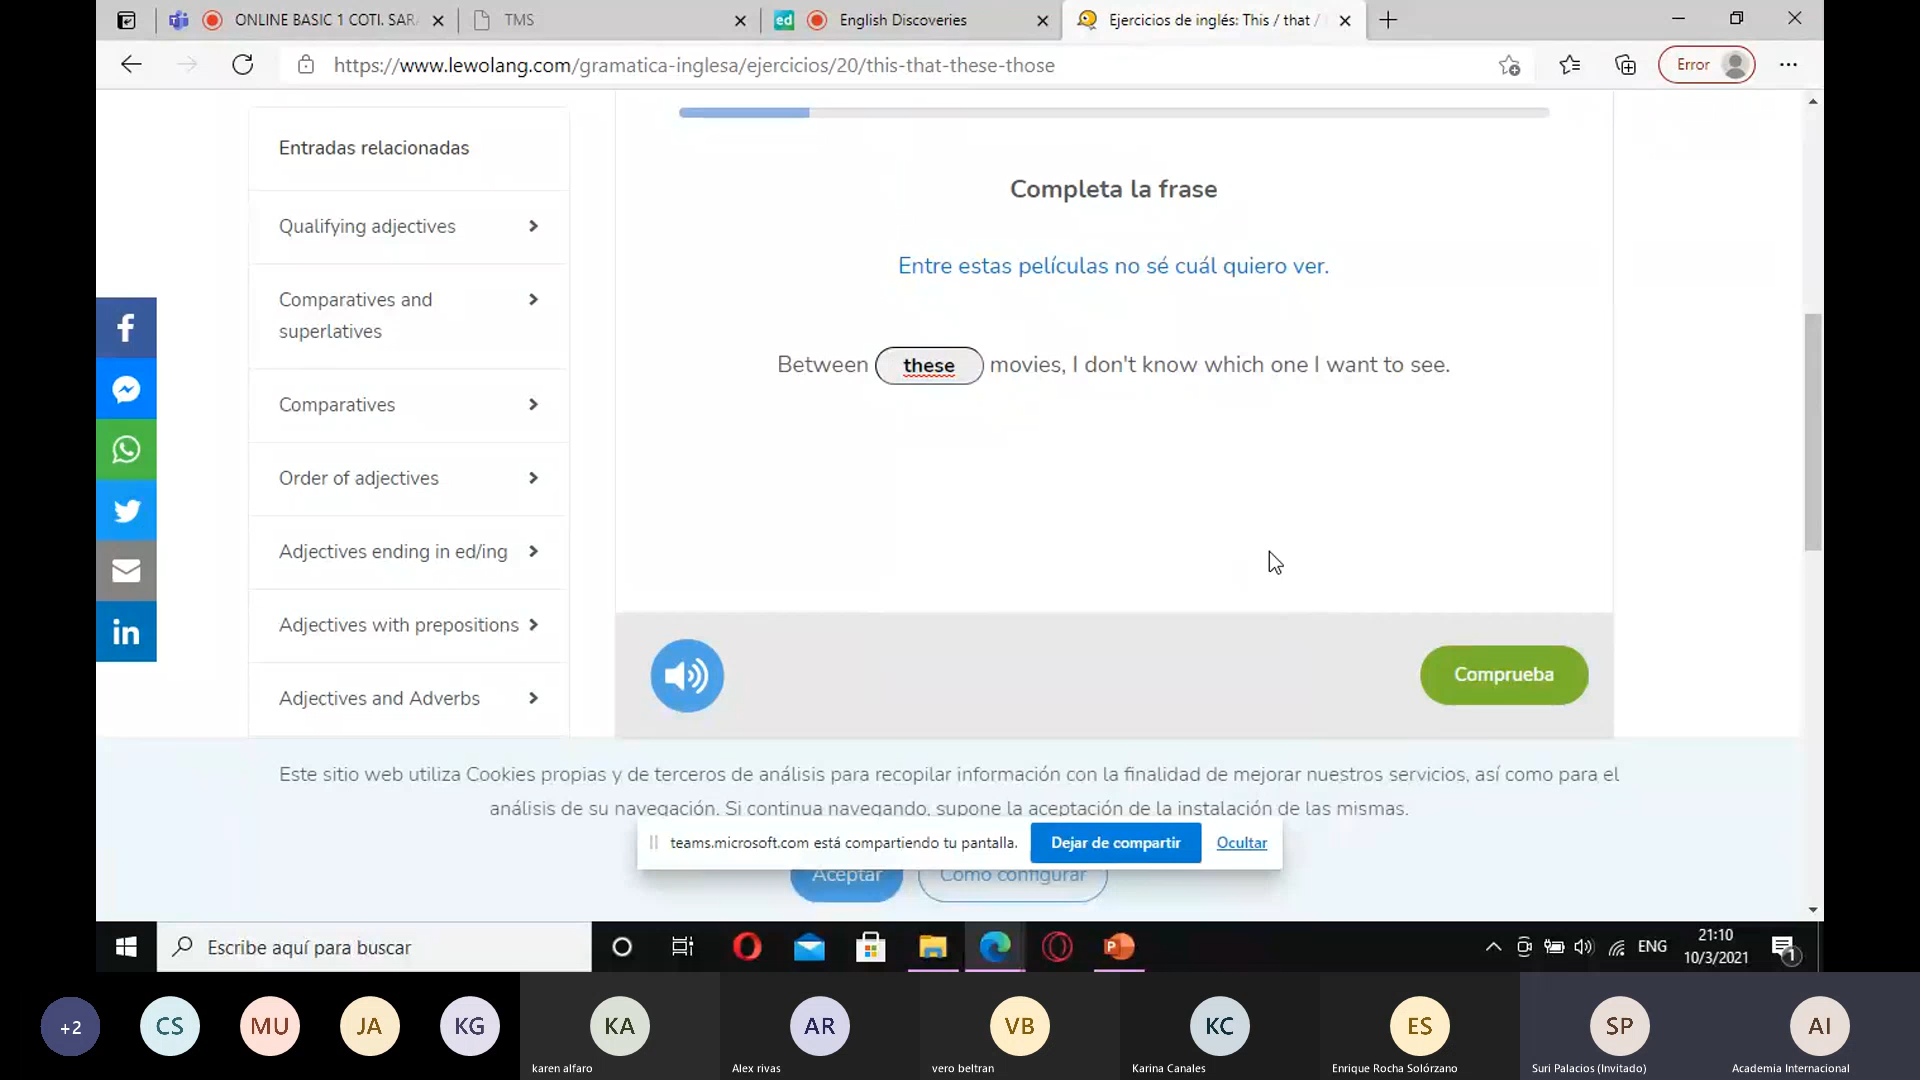 ONLINE BASIC 1 COTI. SAR
TMS
English Discoveries
Ejercicios de inglés: This / that /
https://www.lewolang.com/gramatica-inglesa/ejercicios/20/this-that-these-those
Error
Entradas relacionadas
Qualifying adjectives
Comparatives and
superlatives
Comparatives
Order of adjectives
Adjectives ending in ed/ing
Adjectives with prepositions
Adjectives and Adverbs
Completa la frase
Entre estas películas no sé cuál quiero ver.
Between these movies, I don't know which one I want to see.
Comprueba
Este sitio web utiliza Cookies propias y de terceros de análisis para recopilar información con la finalidad de mejorar nuestros servicios, así como para el
análisis de su navegación. Si continua navegando, supone la aceptación de la instalación de las mismas.
teams.microsoft.com está compartiendo tu pantalla.
Dejar de compartir
Ocultar
Aceptar
Como configurar
Escribe aquí para buscar
ENG
21:10
10/3/2021
1
+2
CS
MU
JA
KG
KA
karen alfaro
AR
Alex rivas
VB
vero beltran
KC
Karina Canales
ES
Enrique Rocha Solórzano
SP
Suri Palacios (Invitado)
AI
Academia Internacional